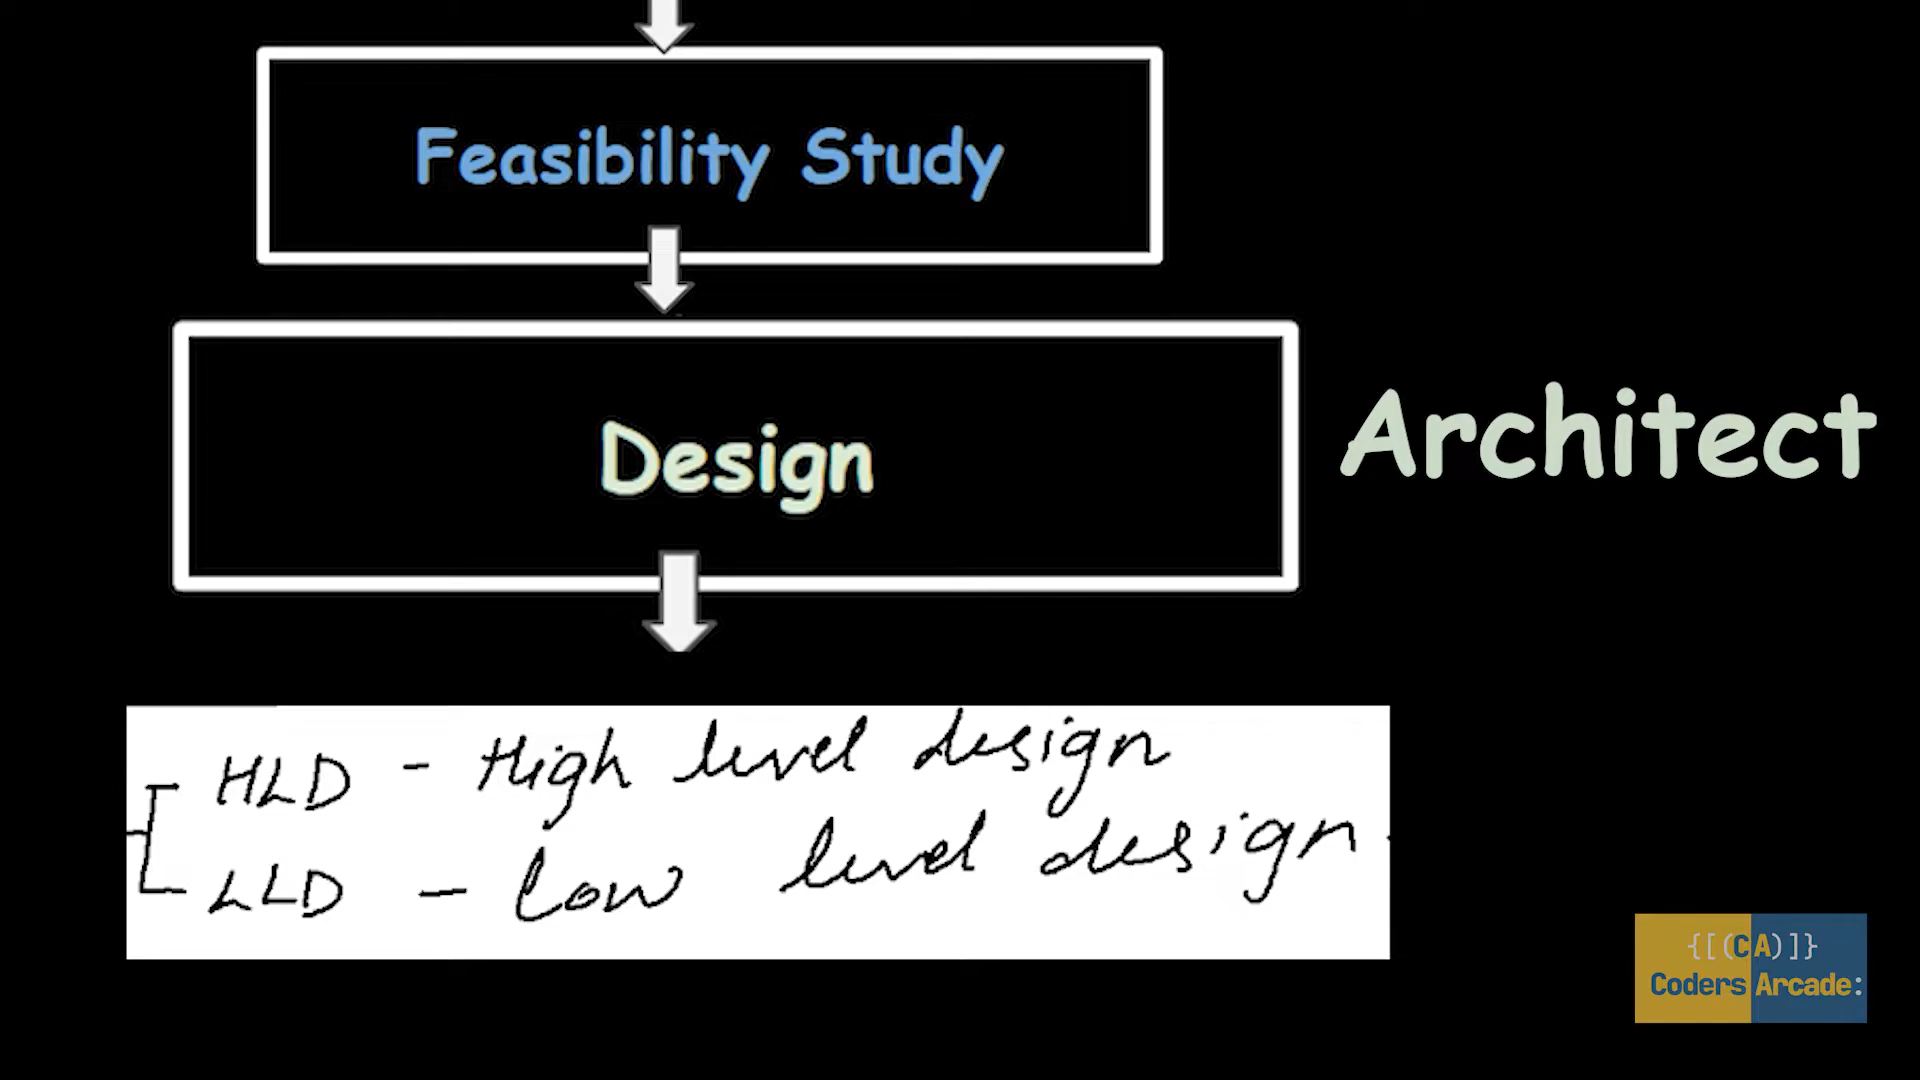 Feasibility Study
Design
Architect
HLD - High level design
LLD - Low level design.
{[(CA)]}
Coders Arcade: